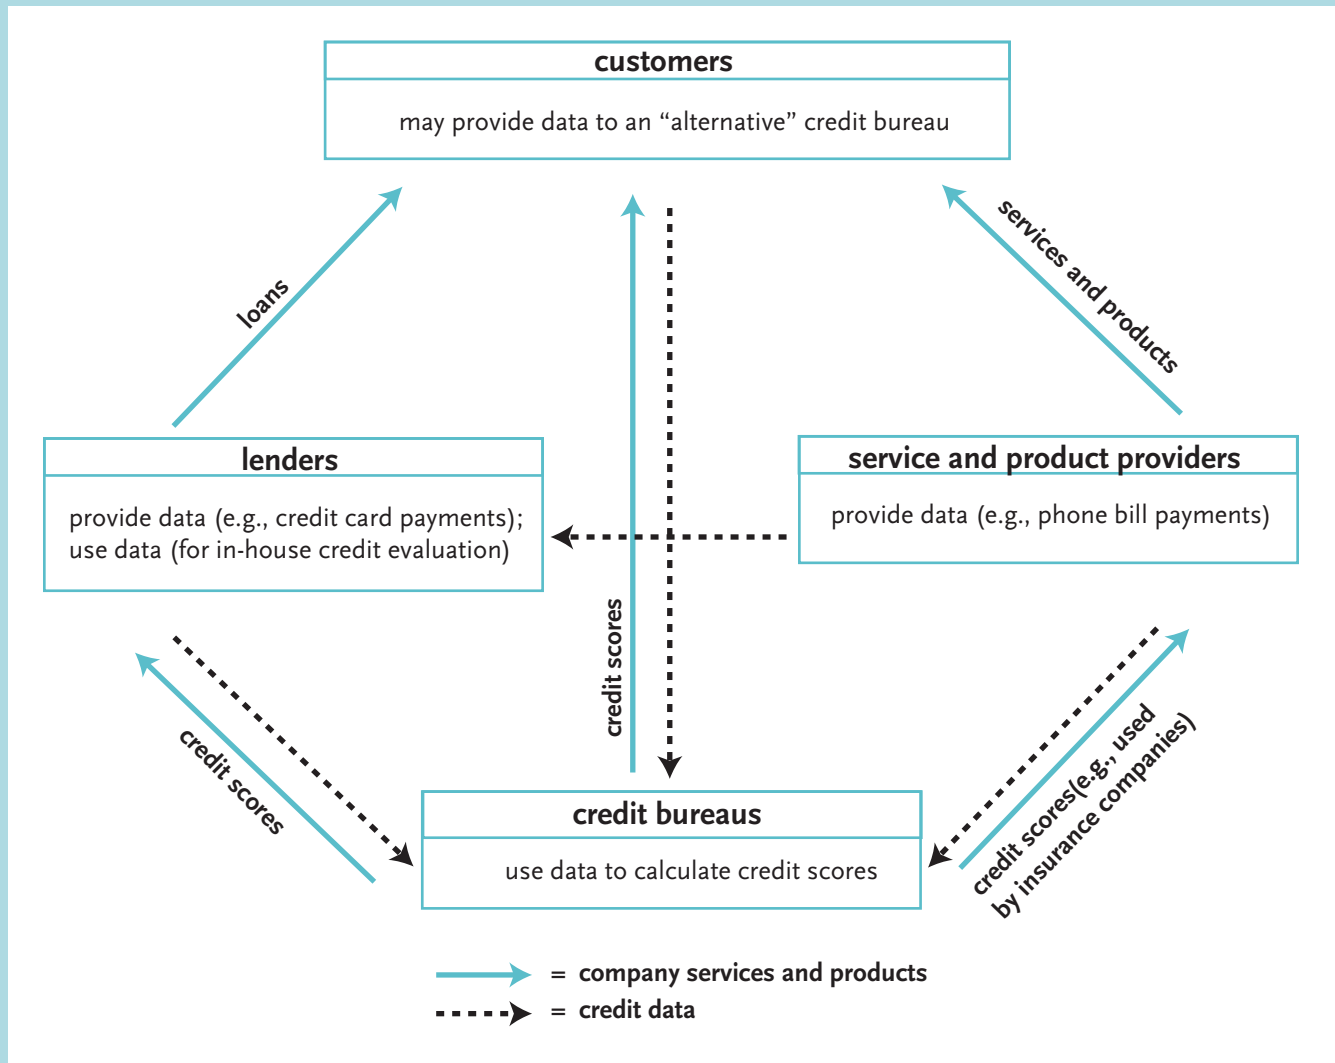 customers
may provide data to an “alternative” credit bureau
loans
services and products
lenders
provide data (e.g., credit card payments);
use data (for in-house credit evaluation)
service and product providers
provide data (e.g., phone bill payments)
credit scores
credit scores
credit scores(e.g., used
by insurance companies)
credit bureaus
use data to calculate credit scores
= company services and products
= credit data